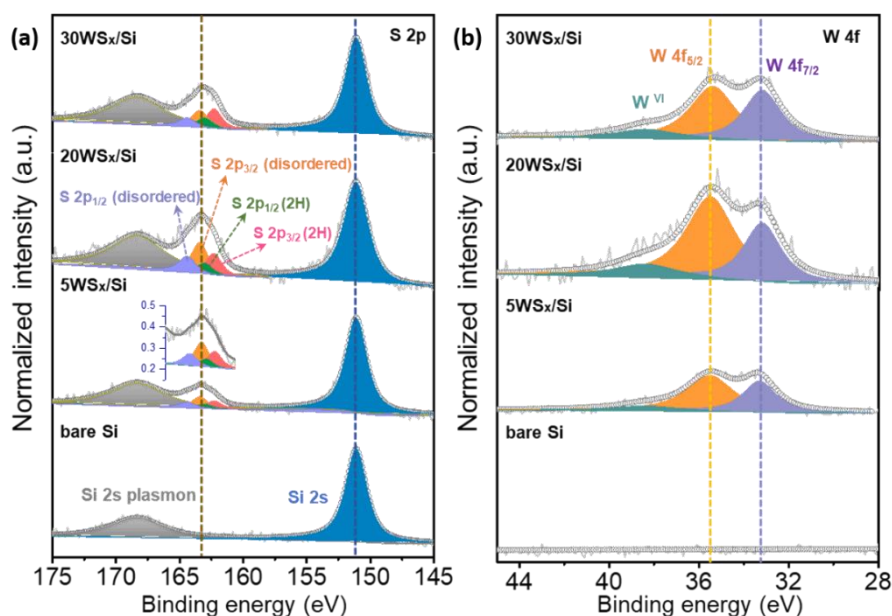 (a)
30WSx/Si
S 2p
20WSx/Si
S 2p3/2 (disordered)
S 2p1/2 (disordered)
S 2p1/2 (2H)
S 2p3/2 (2H)
5WSx/Si
0.5
0.4
0.3
0.2
bare Si
Si 2s plasmon
Si 2s
175 170 165 160 155 150 145
Binding energy (eV)
Normalized intensity (a.u.)
(b)
30WSx/Si
W 4f
W 4f5/2
W 4f7/2
W VI
20WSx/Si
5WSx/Si
bare Si
44 40 36 32 28
Binding energy (eV)
Normalized intensity (a.u.)